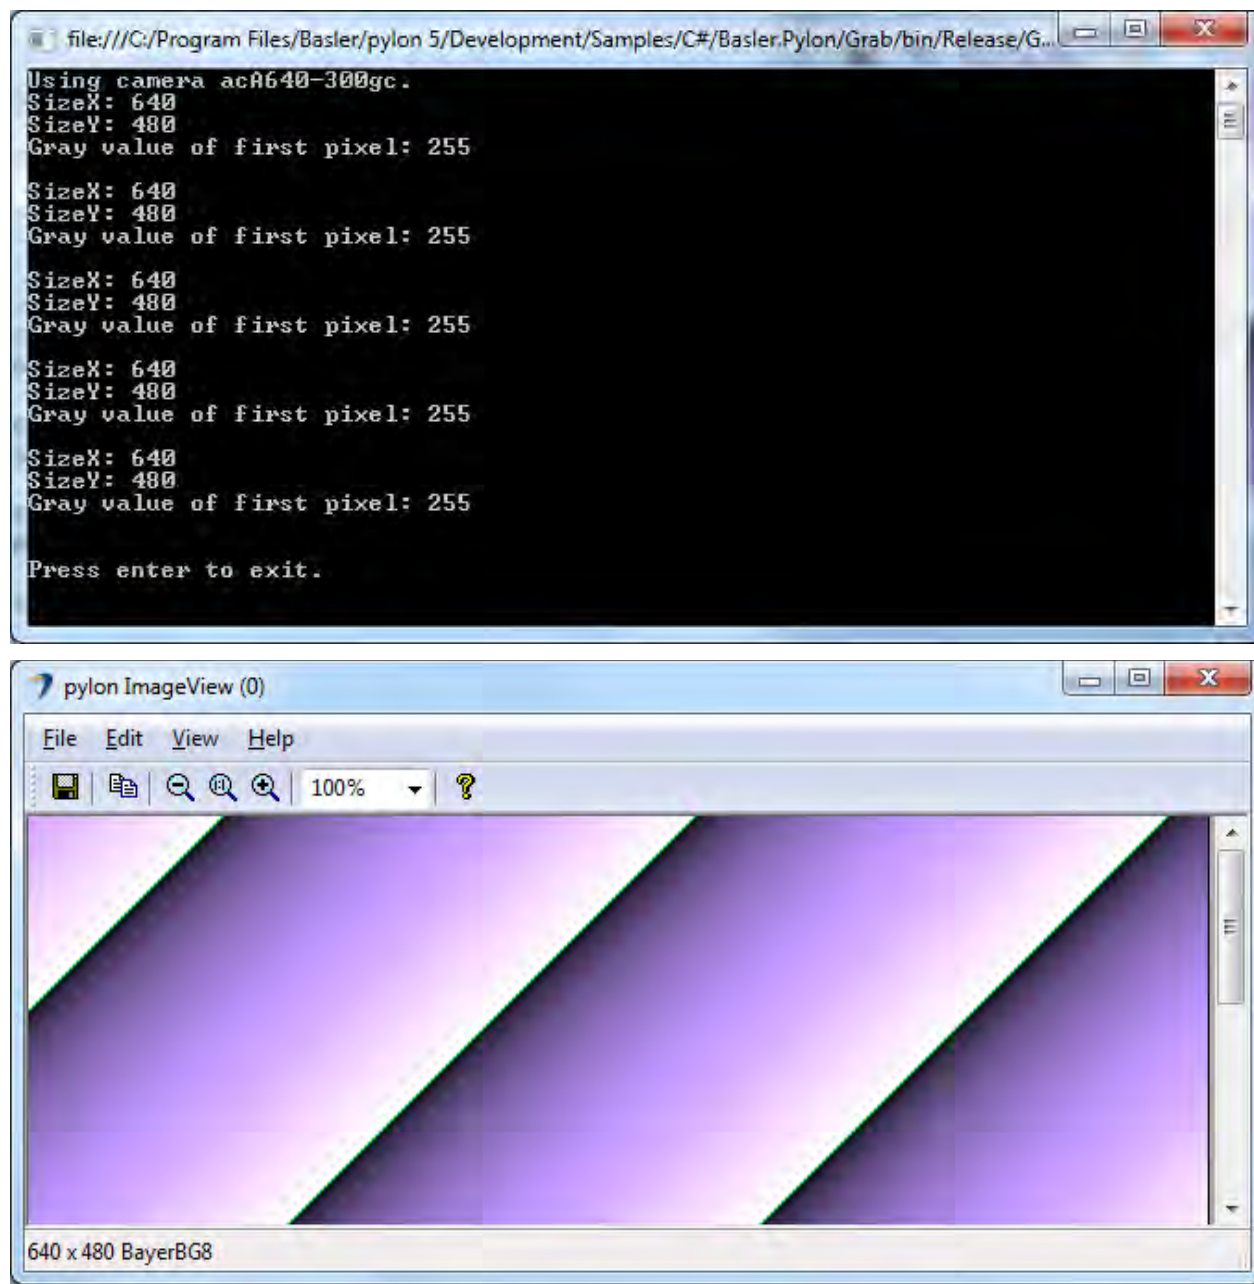 file:///C:/Program Files/Basler/pylon 5/Development/Samples/C#/Basler.Pylon/Grab/bin/Release/G...
Using camera acA640-300gc.
SizeX: 640
SizeY: 480
Gray value of first pixel: 255
SizeX: 640
SizeY: 480
Gray value of first pixel: 255
SizeX: 640
SizeY: 480
Gray value of first pixel: 255
SizeX: 640
SizeY: 480
Gray value of first pixel: 255
SizeX: 640
SizeY: 480
Gray value of first pixel: 255
Press enter to exit.
pylon ImageView (0)
File Edit View Help
100%
640 x 480 BayerBG8